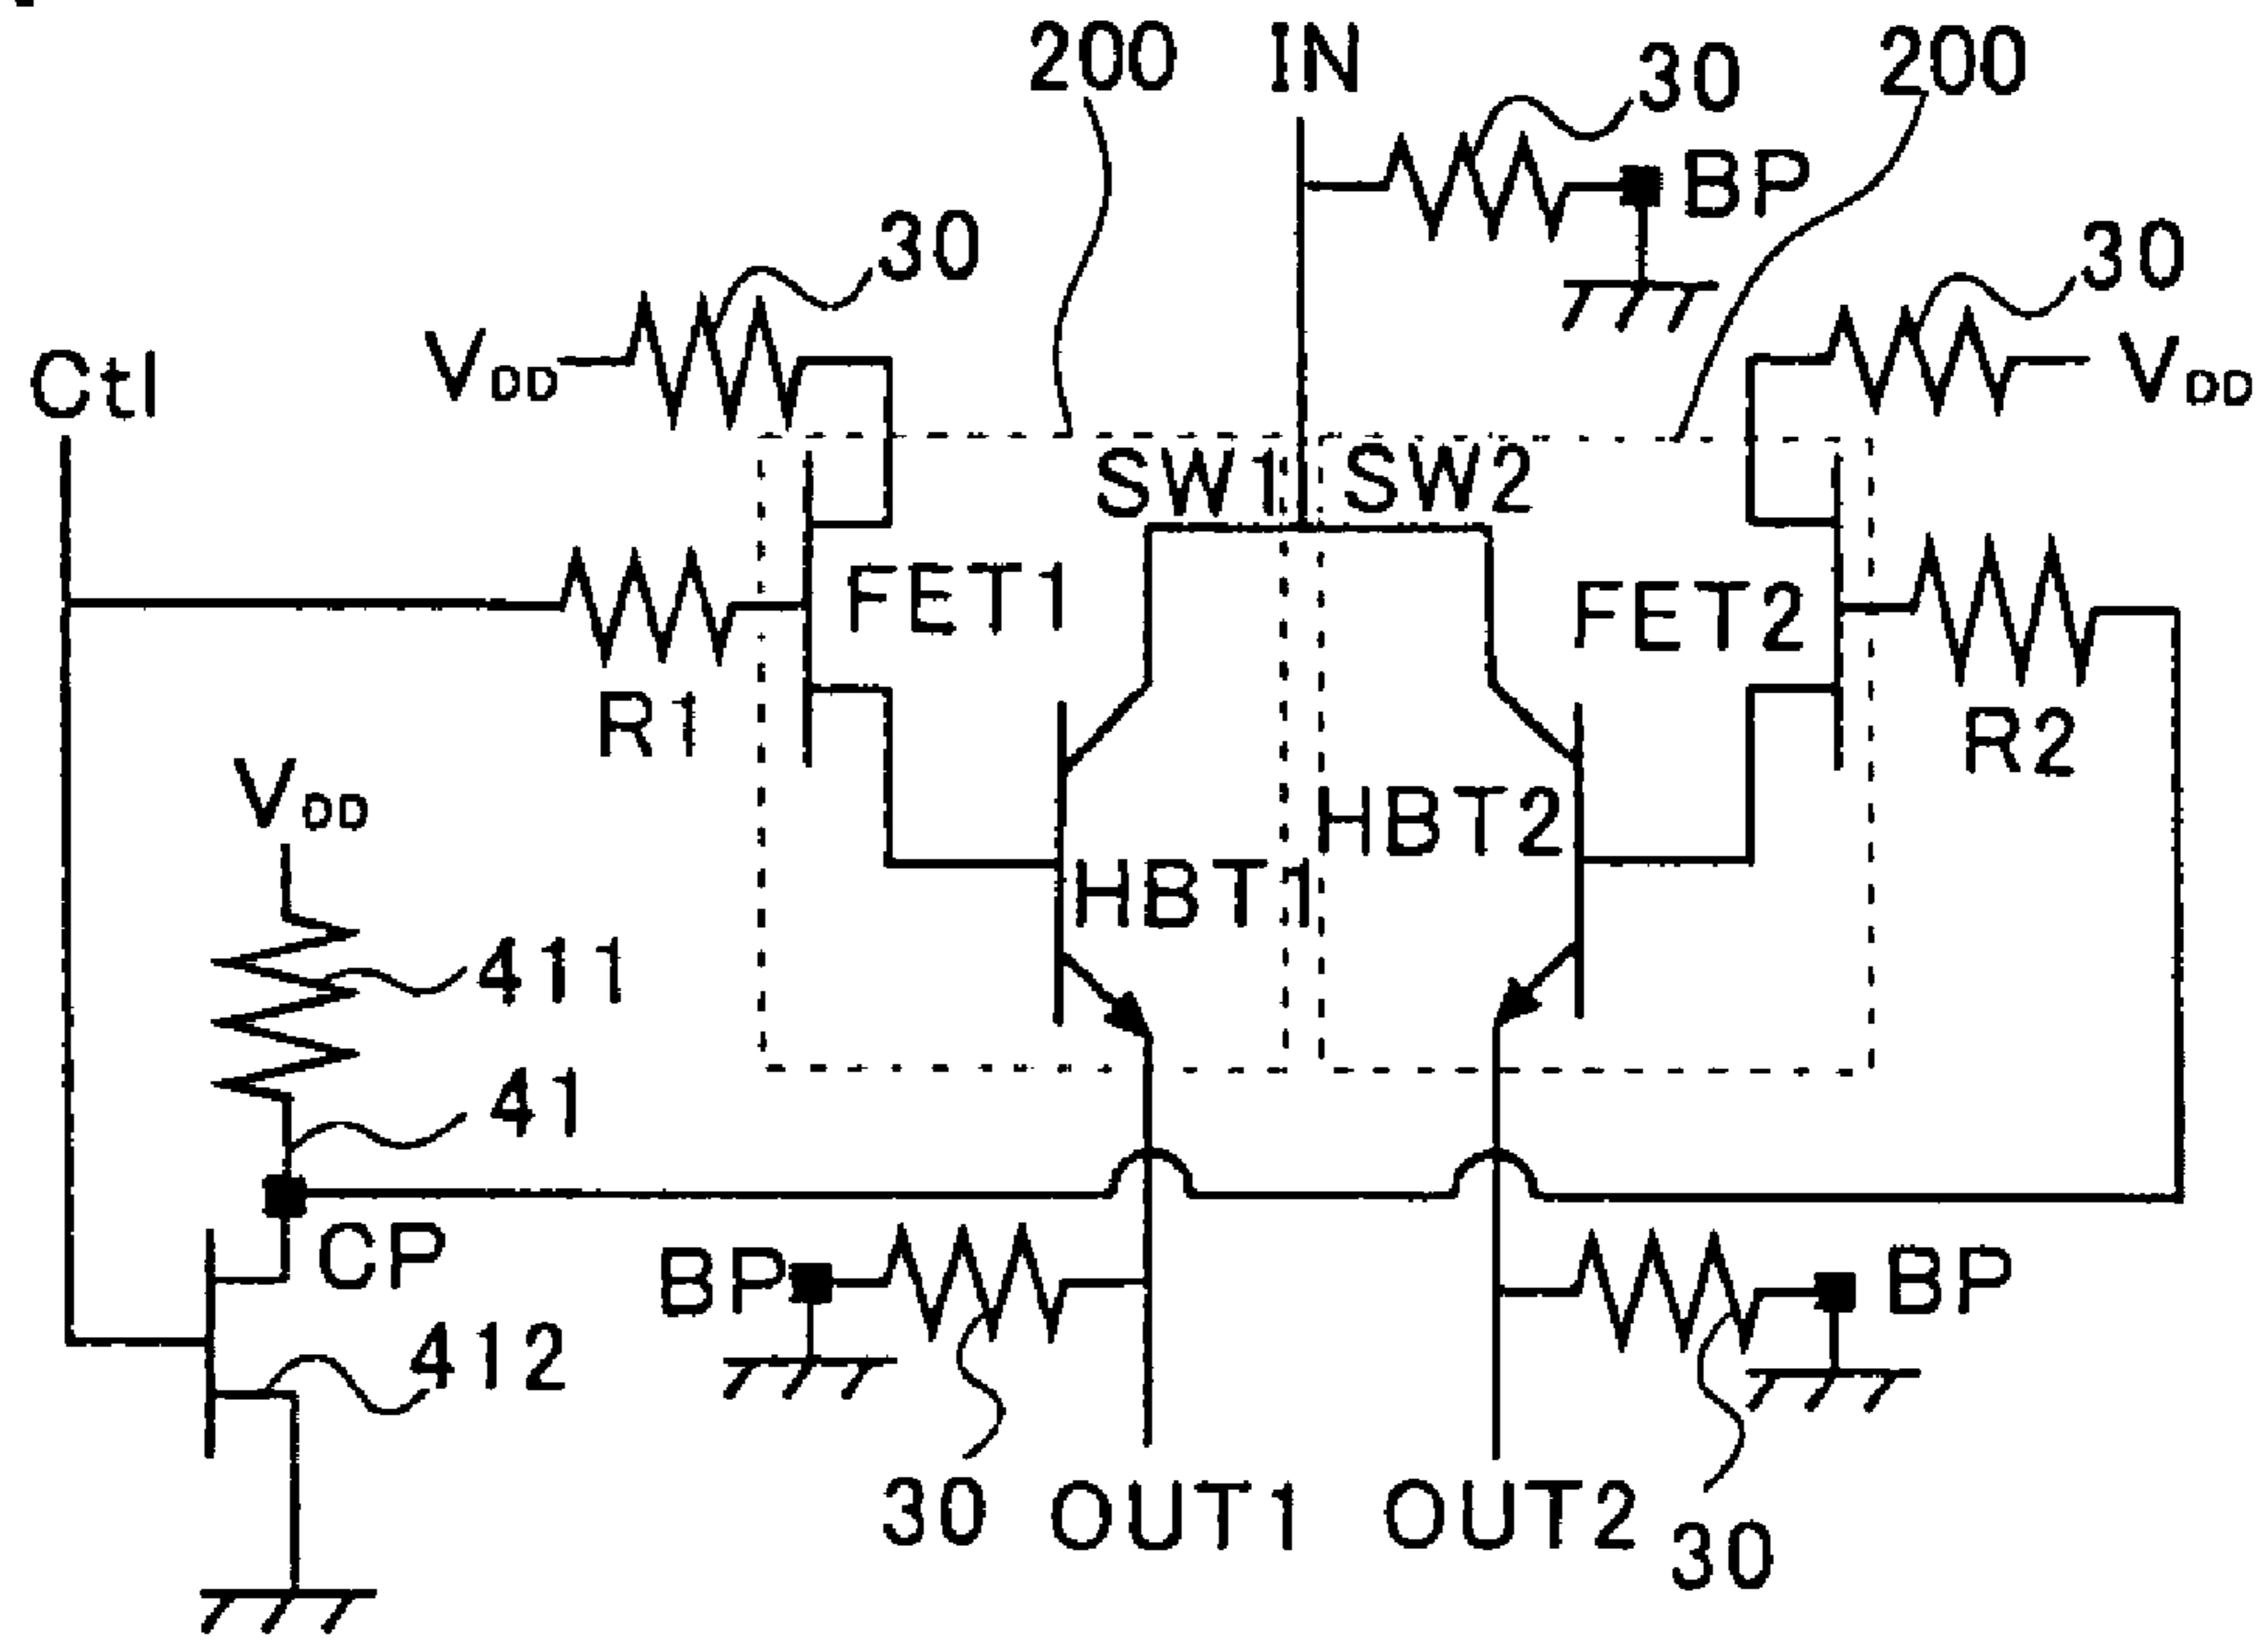 200 IN 30 200
BP
30 30
VDD VDD
Ctl
SW1 SW2
FET1 FET2
R1 R2
VDD
HBT2
HBT1
411
41
CP BP BP
412
30 OUT1 OUT2 30